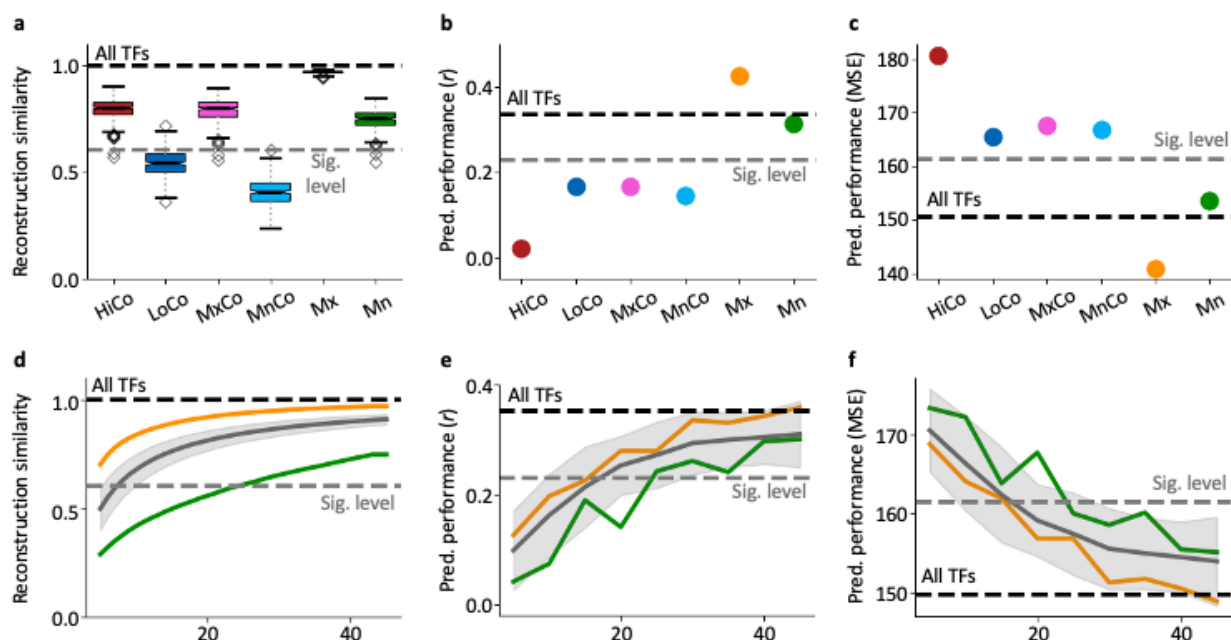 a
All TFs
Reconstruction similarity
1.0
0.5
0.0
Sig.
level
HiCo
LoCo
MxCo
MnCo
Mx
Mn
b
All TFs
Pred. performance (r)
0.4
0.2
0.0
Sig. level
HiCo
LoCo
MxCo
MnCo
Mx
Mn
c
Pred. performance (MSE)
180
170
160
150
140
Sig. level
All TFs
HiCo
LoCo
MxCo
MnCo
Mx
Mn
d
All TFs
Reconstruction similarity
1.0
0.5
0.0
Sig. level
20
40
e
All TFs
Pred. performance (r)
0.4
0.2
0.0
Sig. level
20
40
f
Pred. performance (MSE)
170
160
150
Sig. level
All TFs
20
40